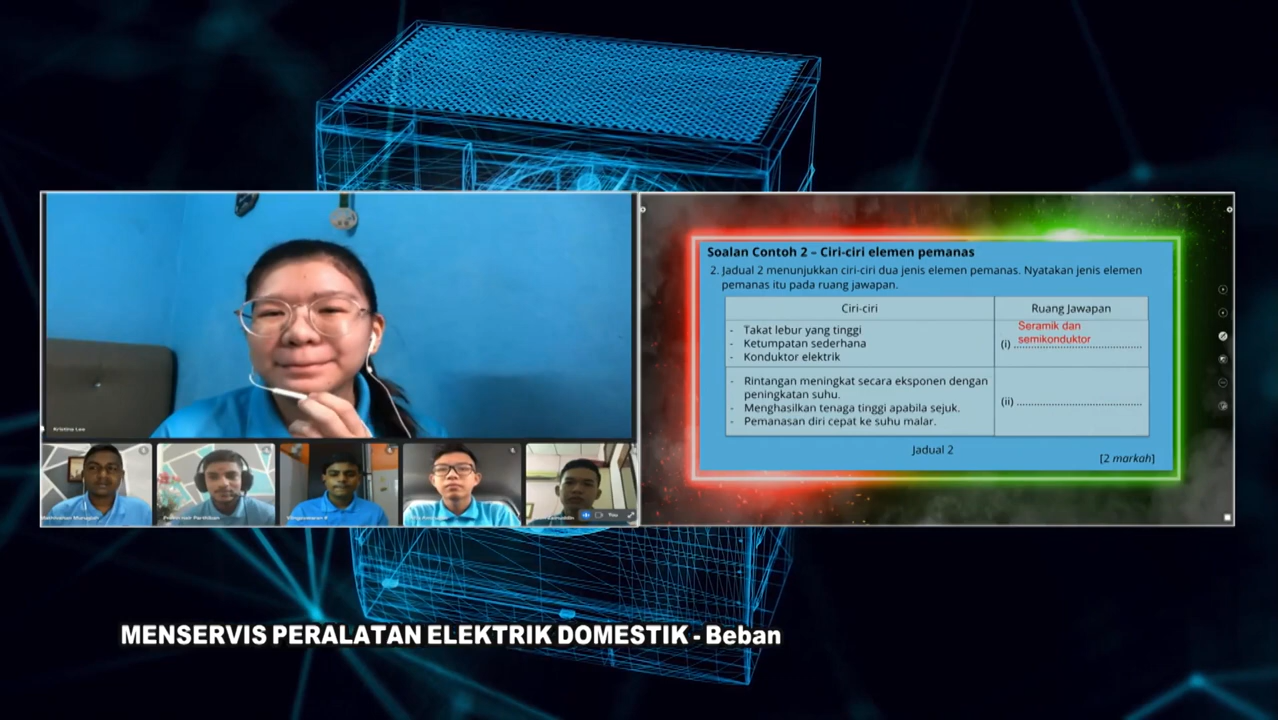 Soalan Contoh 2 – Ciri-ciri elemen pemanas
2. Jadual 2 menunjukkan ciri-ciri dua jenis elemen pemanas. Nyatakan jenis elemen
pemanas itu pada ruang jawapan.
Ciri-ciri
Ruang Jawapan
- Takat lebur yang tinggi
- Ketumpatan sederhana
- Konduktor elektrik
Seramik dan
semikonduktor
(i) ........................................
- Rintangan meningkat secara eksponen dengan
peningkatan suhu.
- Menghasilkan tenaga tinggi apabila sejuk.
- Pemanasan diri cepat ke suhu malar.
(ii) .......................................
Jadual 2
[2 markah]
Kristina Lee
You
MENSERVIS PERALATAN ELEKTRIK DOMESTIK - Beban